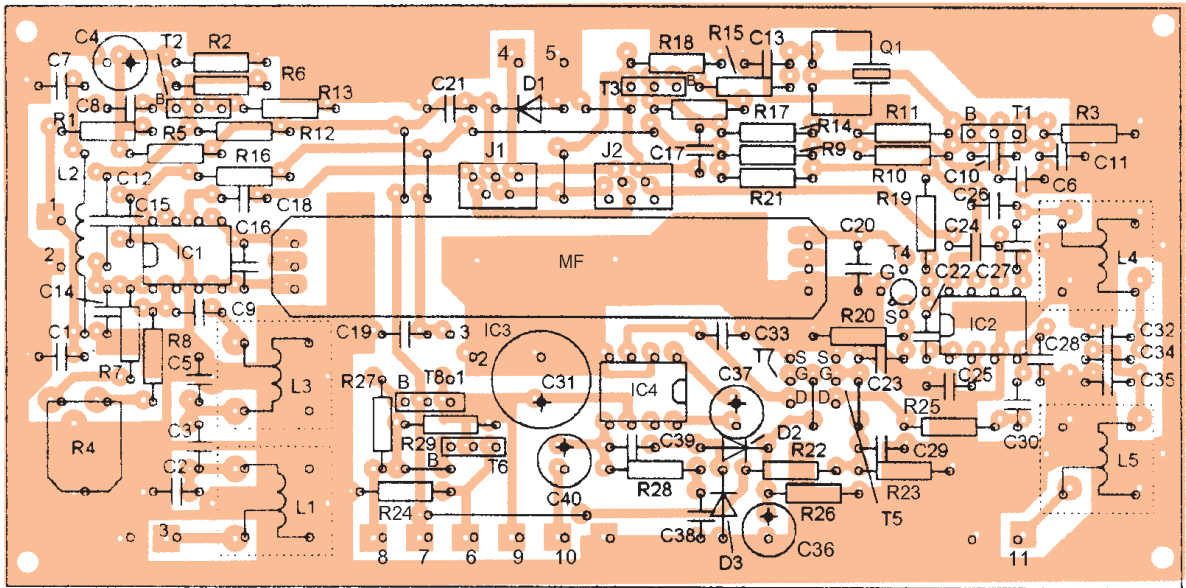 C4
T2
R2
R6
C7
C8
B
R13
R1
R5
R12
R16
L2
C12
C15
C18
C16
1
2
IC1
C14
C9
C1
R7
R8
C5
L3
R4
C3
C2
L1
3
C21
4
5
D1
R18
R15
C13
Q1
T3
B
R17
R14
R9
R11
R10
B
T1
R3
C17
R21
C10
C11
C6
J1
J2
R19
C26
C20
C24
T4
G
S
C22
C27
L4
MF
IC3
C19
3
2
1
C33
R20
IC2
C28
C32
C34
C35
R27
B
T8
C31
IC4
C37
T7
S
S
G
G
D
D
C23
C25
R25
C30
R29
B
T6
C40
C39
D2
R22
C29
R23
L5
R28
R24
R26
T5
C38
D3
C36
8
7
6
9
10
11